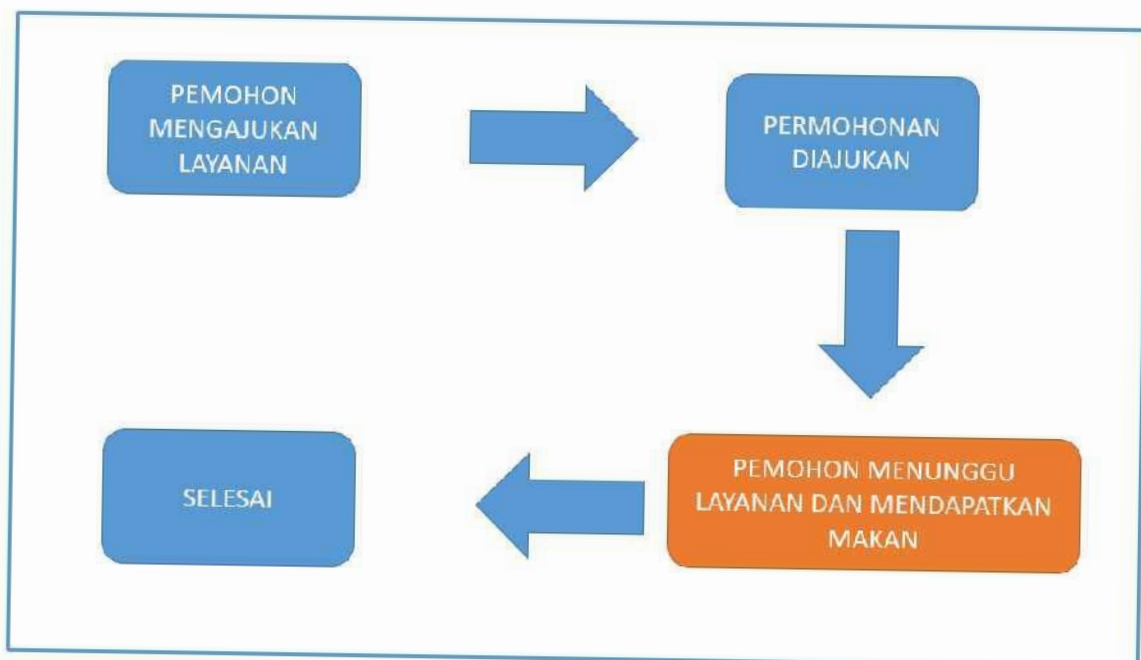 PEMOHON
MENGAJUKAN
LAYANAN
PERMOHONAN
DIAJUKAN
PEMOHON MENUNGGU
LAYANAN DAN MENDAPATKAN
MAKAN
SELESAI